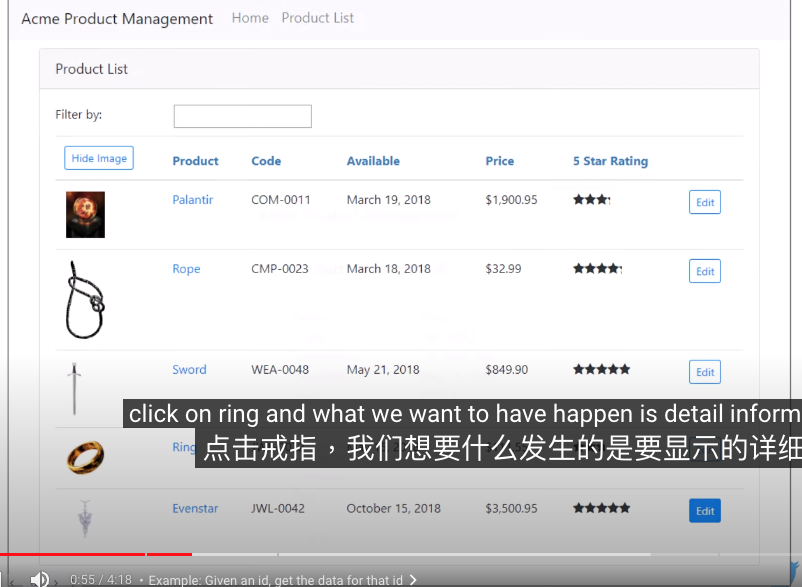 Acme Product Management Home Product List
Product List
Filter by:
Hide Image Product Code Available Price 5 Star Rating
Palantir COM-0011 March 19, 2018 $1,900.95 Edit
Rope CMP-0023 March 18, 2018 $32.99 Edit
Sword WEA-0048 May 21, 2018 $849.90 Edit
click on ring and what we want to have happen is detail inform
Ring
点击戒指，我们想要什么发生的是要显示的详细
Evenstar JWL-0042 October 15, 2018 $3,500.95 Edit
0:55 / 4:18 • Example: Given an id, get the data for that id